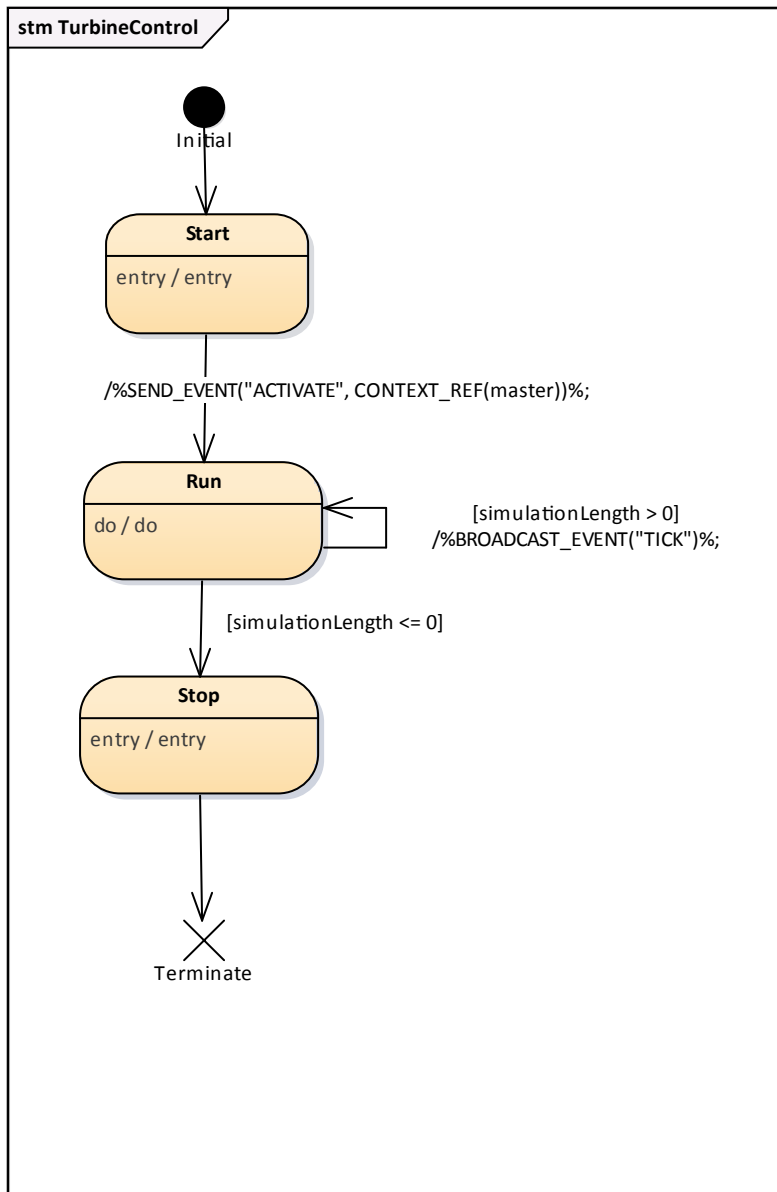 stm TurbineControl
Initial
Start
entry / entry
/%SEND_EVENT("ACTIVATE", CONTEXT_REF(master))%;
Run
do / do
[simulationLength > 0]
/%BROADCAST_EVENT("TICK")%;
[simulationLength <= 0]
Stop
entry / entry
Terminate